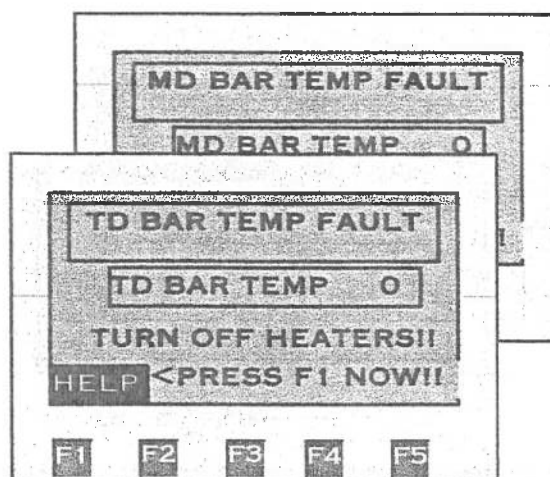 MD BAR TEMP FAULT
MD BAR TEMP 0
!
TD BAR TEMP FAULT
TD BAR TEMP 0
TURN OFF HEATERS!!
HELP <PRESS F1 NOW!!
F1 F2 F3 F4 F5